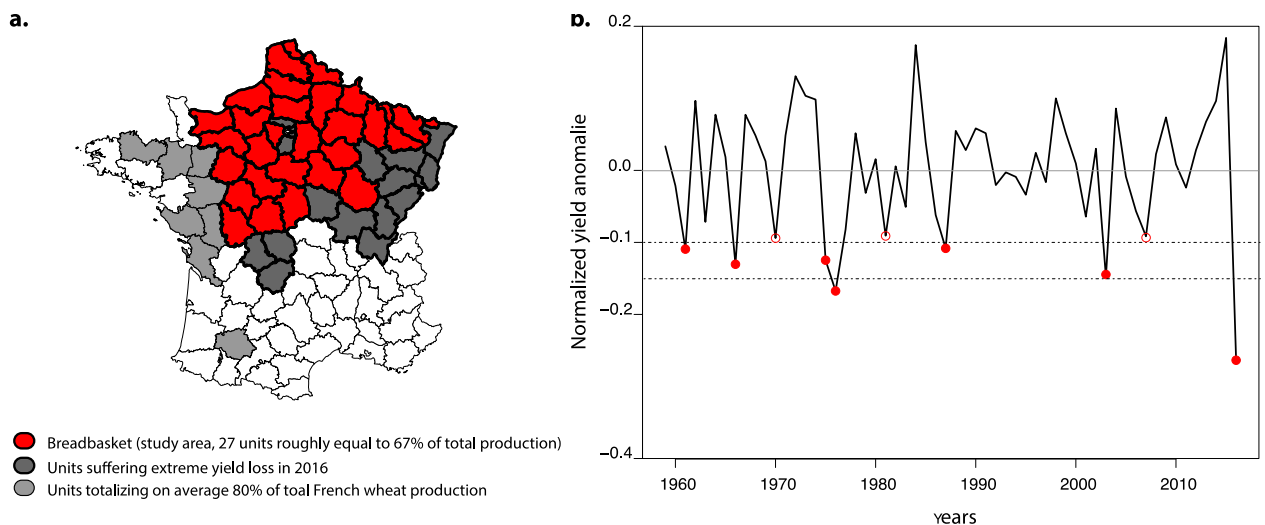 a.
Breadbasket (study area, 27 units roughly equal to 67% of total production)
Units suffering extreme yield loss in 2016
Units totalizing on average 80% of toal French wheat production
b.
Normalized yield anomalie
0.2
0.0
−0.1
−0.2
−0.4
1960 1970 1980 1990 2000 2010
years